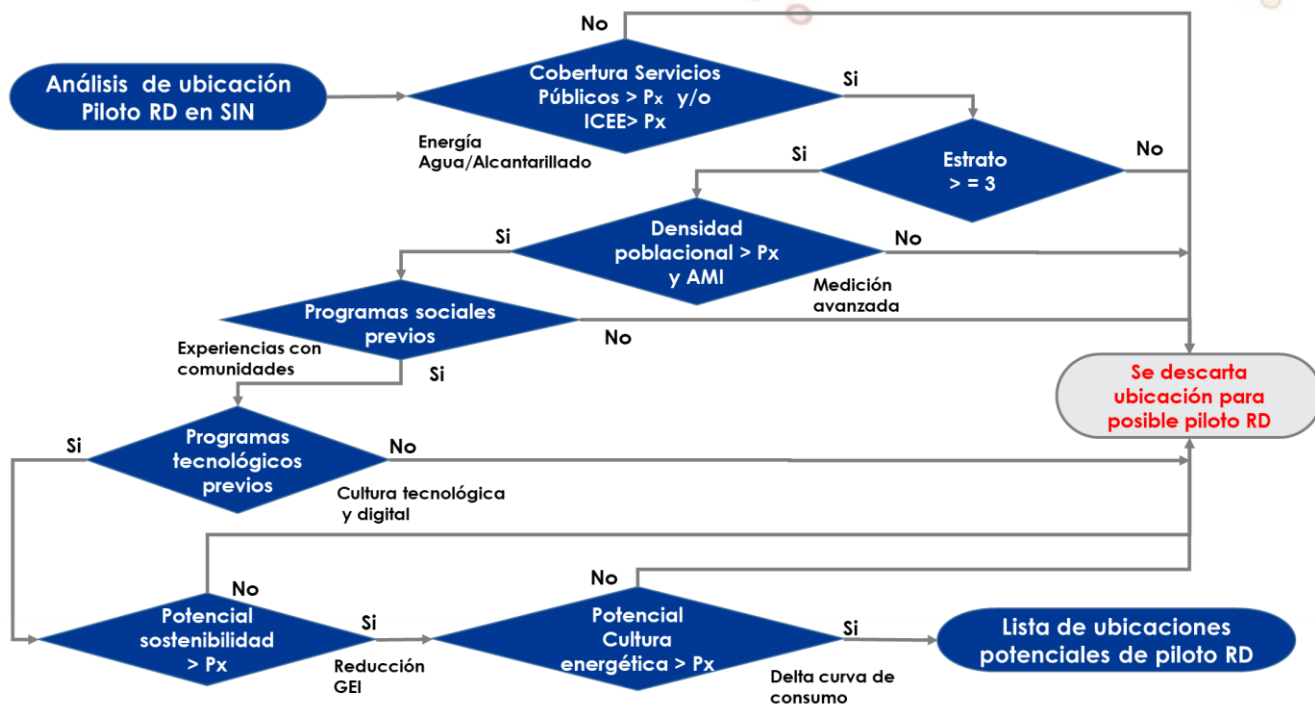 No
Análisis de ubicación
Piloto RD en SIN
Cobertura Servicios
Públicos > Px y/o
ICEE> Px
Si
Energía
Agua/Alcantarillado
Estrato
> = 3
Si
No
Densidad
poblacional > Px
y AMI
Si
No
Medición
avanzada
Programas sociales
previos
No
Experiencias con
comunidades
Si
Se descarta
ubicación para
posible piloto RD
Programas
tecnológicos
previos
Si
No
Cultura tecnológica
y digital
No
Potencial
sostenibilidad
> Px
Si
Reducción
GEI
No
Potencial
Cultura
energética > Px
Si
Delta curva de
consumo
Lista de ubicaciones
potenciales de piloto RD